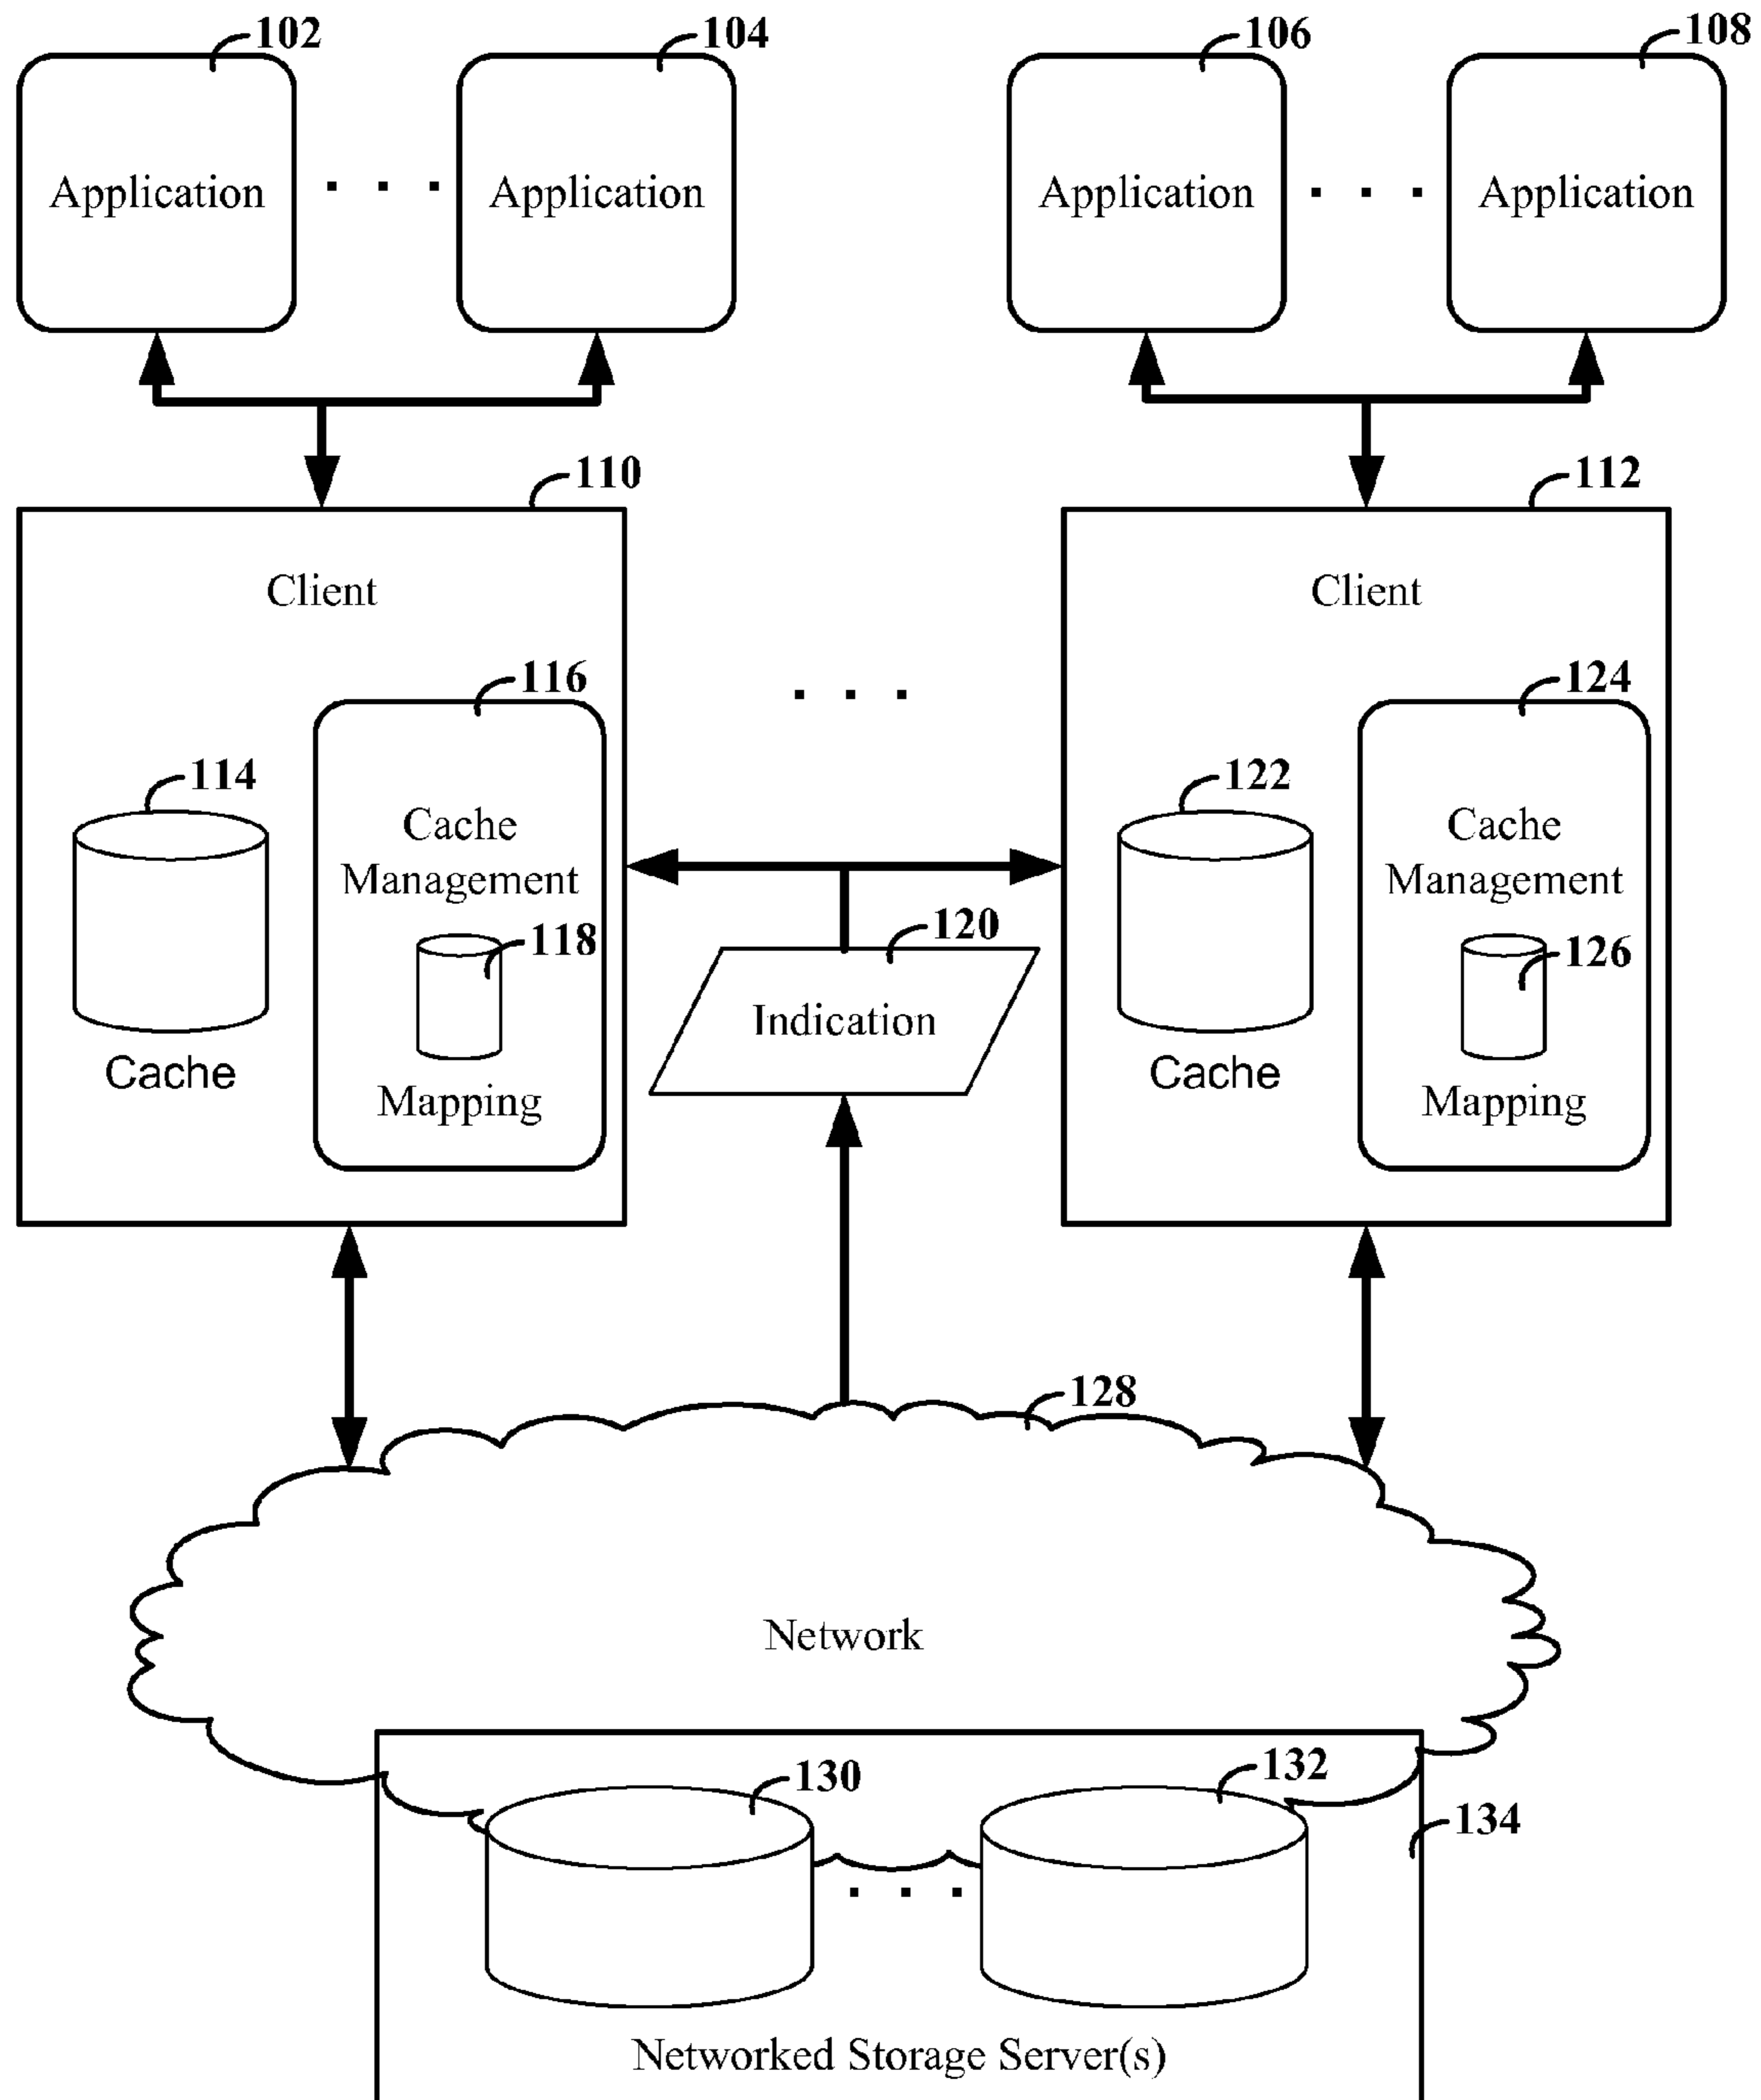 102
104
106
108
Application
. . .
Application
Application
. . .
Application
110
112
Client
Client
116
124
. . .
114
122
Cache
Management
Cache
Management
118
120
126
Indication
Cache
Mapping
Cache
Mapping
128
Network
130
132
134
. . .
Networked Storage Server(s)